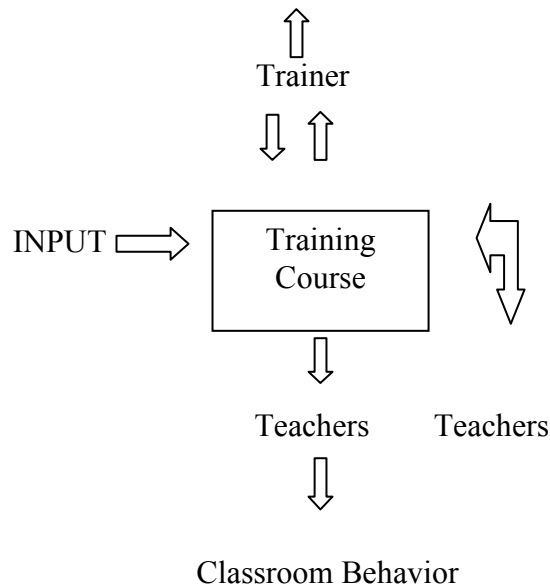 Trainer
INPUT
Training
Course
Teachers Teachers
Classroom Behavior